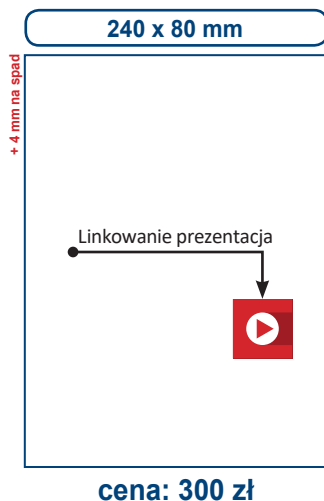 240 x 80 mm
+ 4 mm na spad
Linkowanie prezentacja
cena: 300 zł